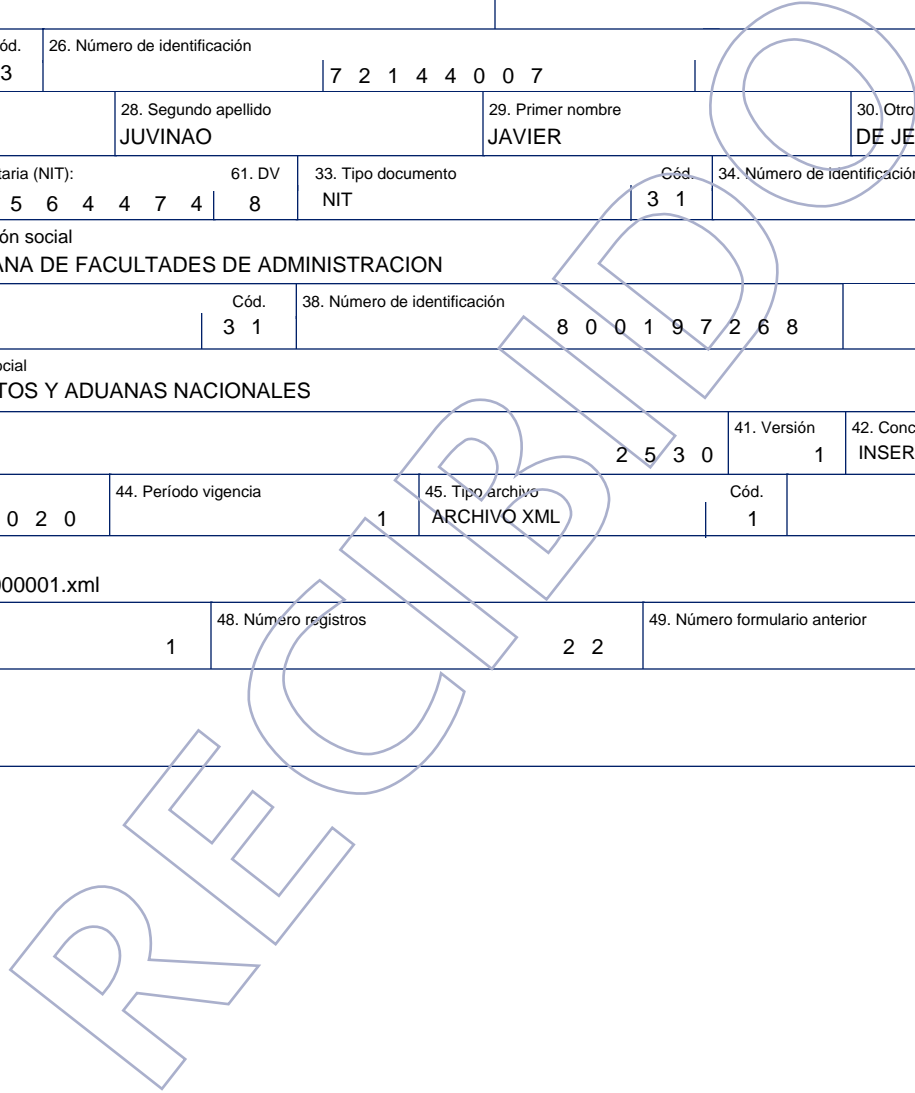 ód. 26. Número de identificación
3 7 2 1 4 4 0 0 7
28. Segundo apellido 29. Primer nombre 30. Otro
JUVINAO JAVIER DE JE
taria (NIT): 61. DV 33. Tipo documento Cód. 34. Número de identificación
5 6 4 4 7 4 8 NIT 3 1
ón social
ANA DE FACULTADES DE ADMINISTRACION
Cód. 38. Número de identificación
3 1 8 0 0 1 9 7 2 6 8
ocial
TOS Y ADUANAS NACIONALES
41. Versión 42. Conc
2 5 3 0 1 INSER
44. Período vigencia 45. Tipo archivo Cód.
0 2 0 1 ARCHIVO XML 1
000001.xml
48. Número registros 49. Número formulario anterior
1 2 2
RECIBIDO